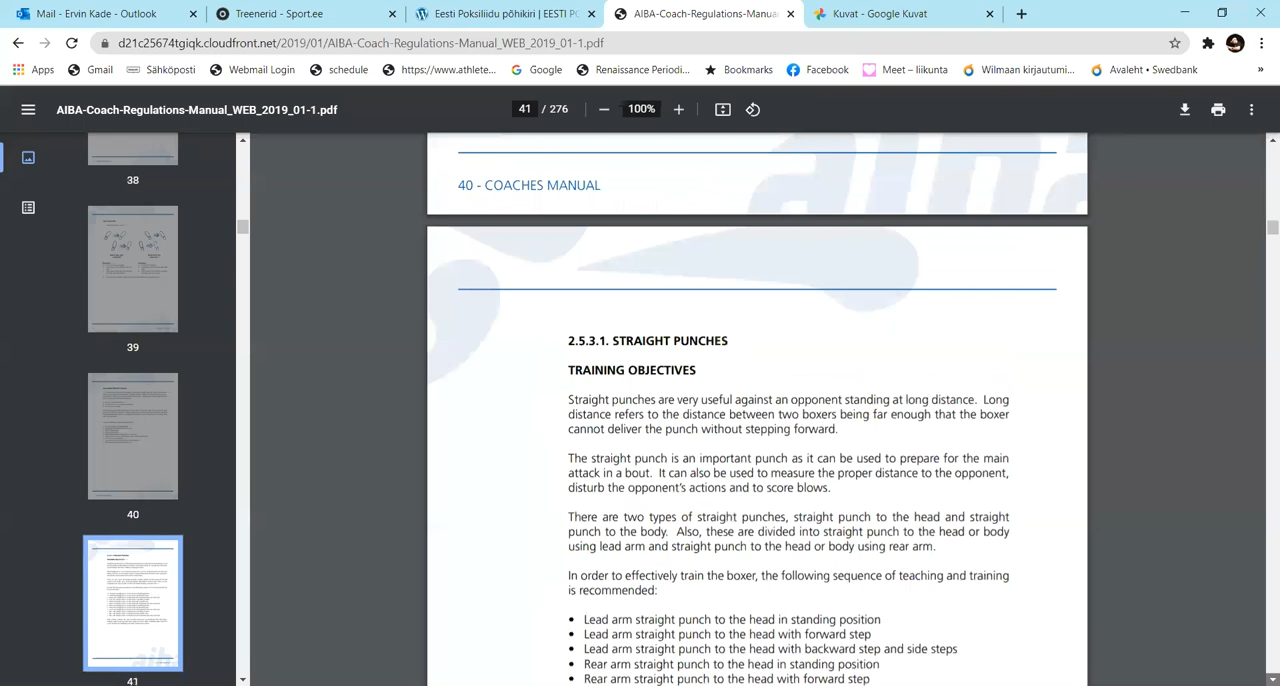 Mail - Ervin Kade - Outlook
Treenerid - Sport.ee
Eesti Poksiliidu põhikiri | EESTI PO
AIBA-Coach-Regulations-Manua
Kuvat - Google Kuvat
d21c25674tgiqk.cloudfront.net/2019/01/AIBA-Coach-Regulations-Manual_WEB_2019_01-1.pdf
Apps
Gmail
Sähköposti
Webmail Login
schedule
https://www.athlete...
Google
Renaissance Periodi...
Bookmarks
Facebook
Meet – liikunta
Wilmaan kirjautumi...
Avaleht • Swedbank
»
AIBA-Coach-Regulations-Manual_WEB_2019_01-1.pdf
41 / 276
100%
38
39
40
41
40 - COACHES MANUAL
2.5.3.1. STRAIGHT PUNCHES
TRAINING OBJECTIVES
Straight punches are very useful against an opponent standing at long distance. Long
distance refers to the distance between two boxers being far enough that the boxer
cannot deliver the punch without stepping forward.
The straight punch is an important punch as it can be used to prepare for the main
attack in a bout. It can also be used to measure the proper distance to the opponent,
disturb the opponent's actions and to score blows.
There are two types of straight punches, straight punch to the head and straight
punch to the body. Also, these are divided into straight punch to the head or body
using lead arm and straight punch to the head or body using rear arm.
In order to effectively train the boxer, the following sequence of teaching and training
is recommended:
• Lead arm straight punch to the head in standing position
• Lead arm straight punch to the head with forward step
• Lead arm straight punch to the head with backward step and side steps
• Rear arm straight punch to the head in standing position
• Rear arm straight punch to the head with forward step